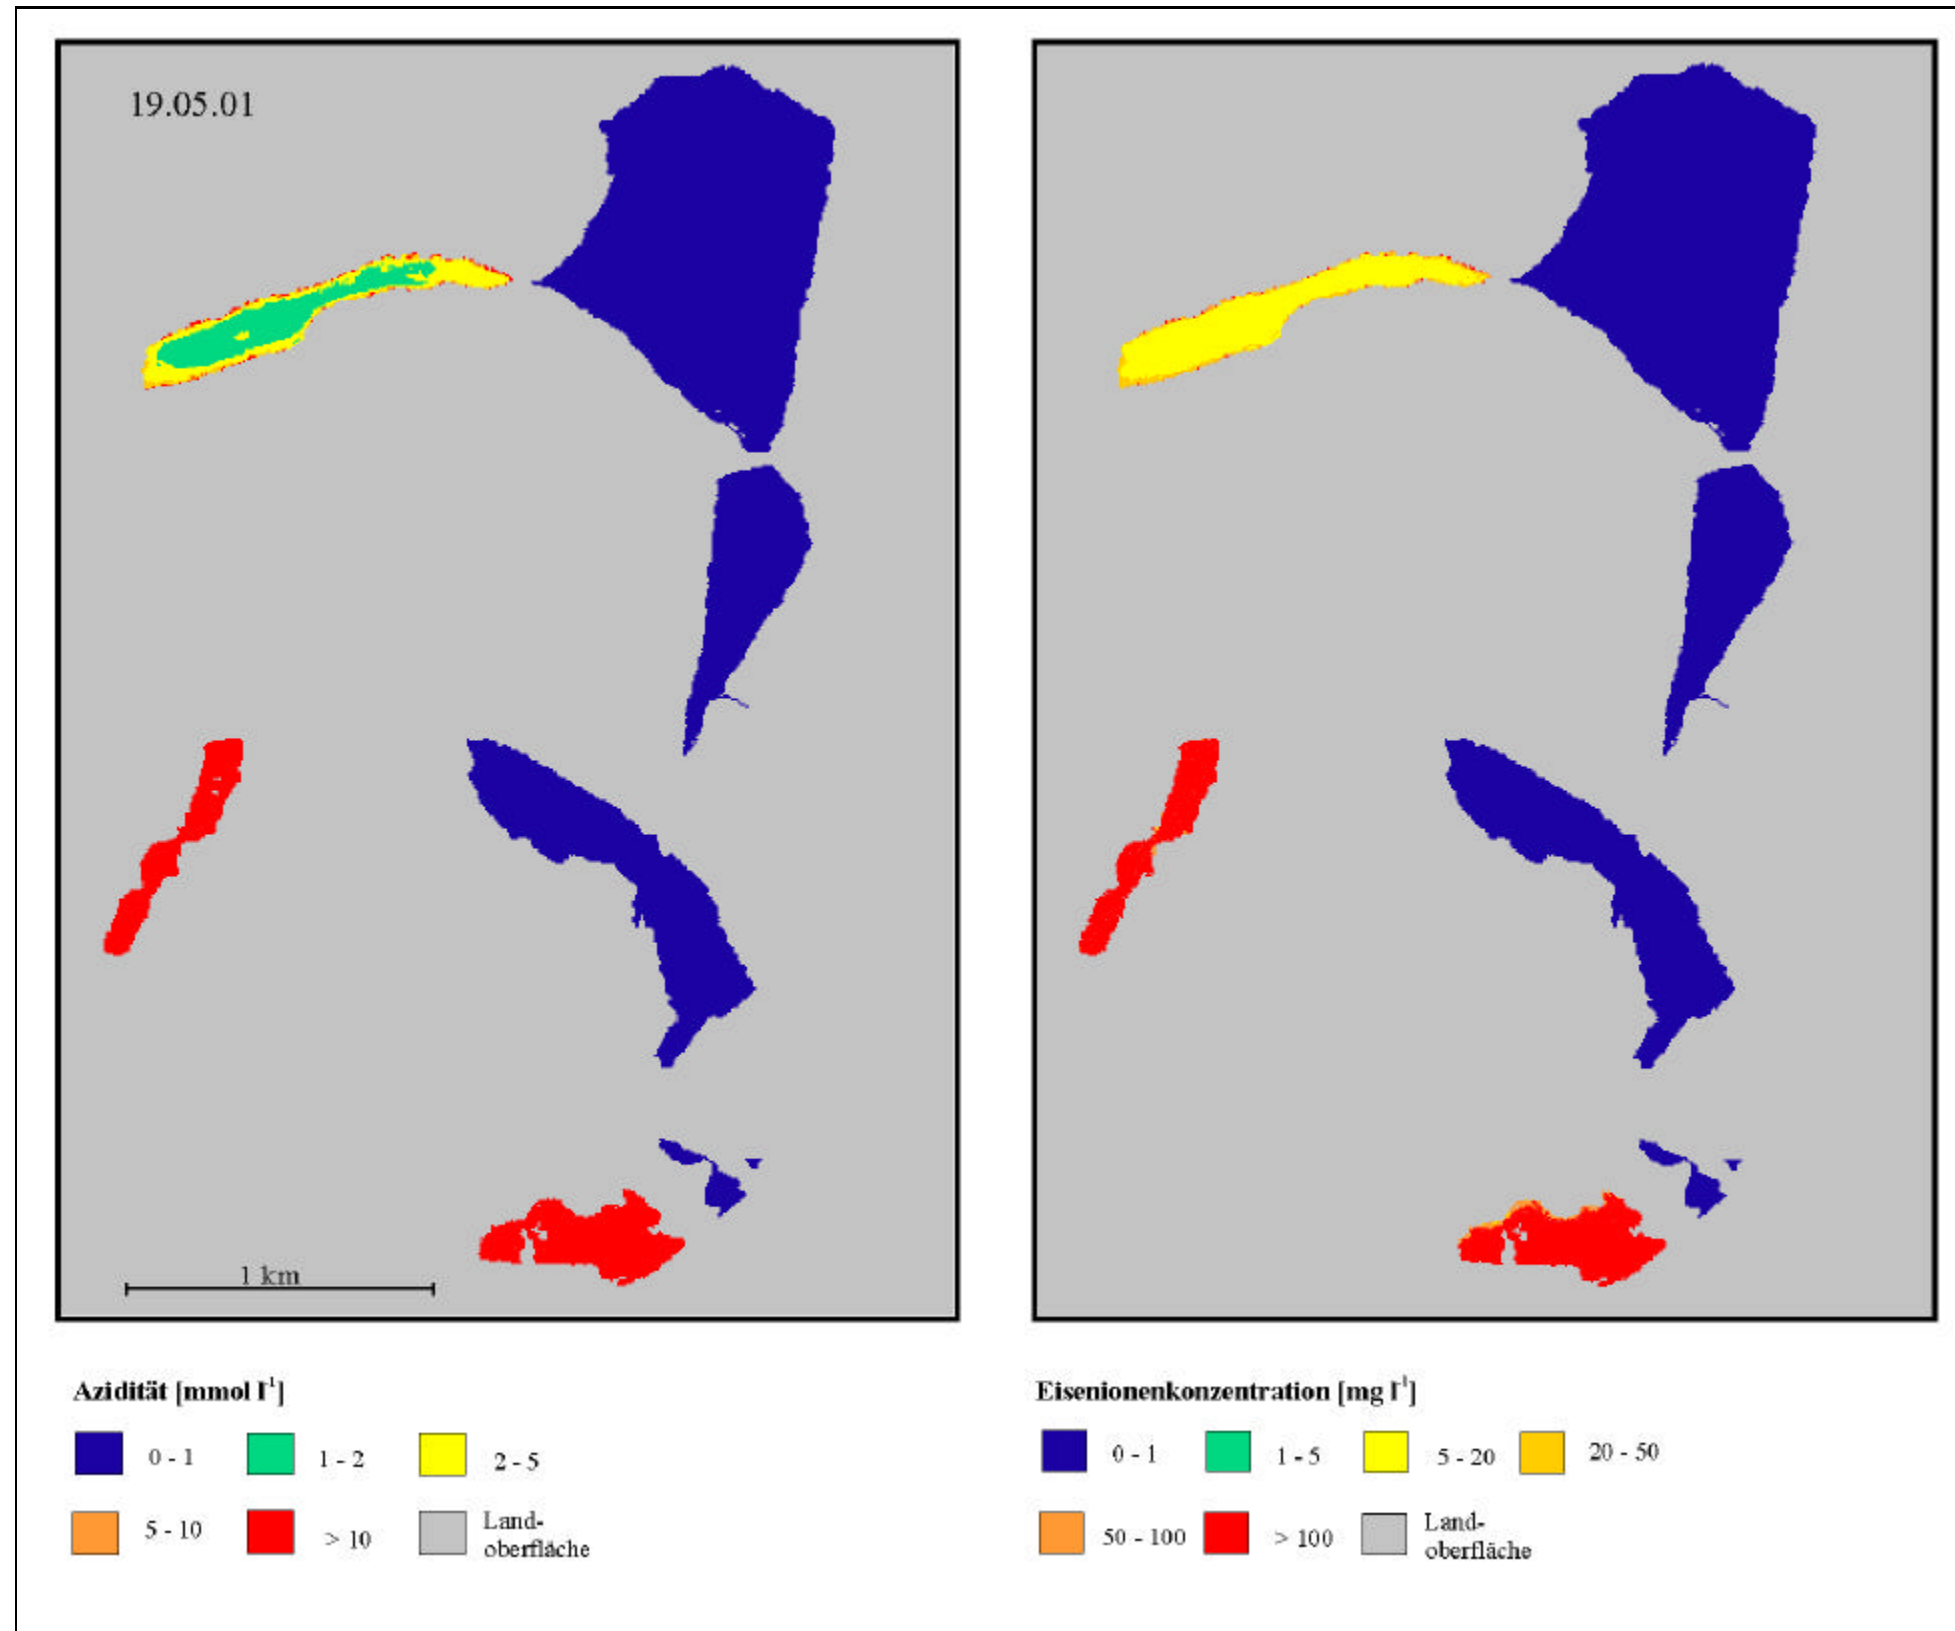 19.05.01
1 km
Azidität [mmol l⁻¹]
0 - 1
1 - 2
2 - 5
5 - 10
> 10
Land-
oberfläche
Eisenionenkonzentration [mg l⁻¹]
0 - 1
1 - 5
5 - 20
20 - 50
50 - 100
> 100
Land-
oberfläche